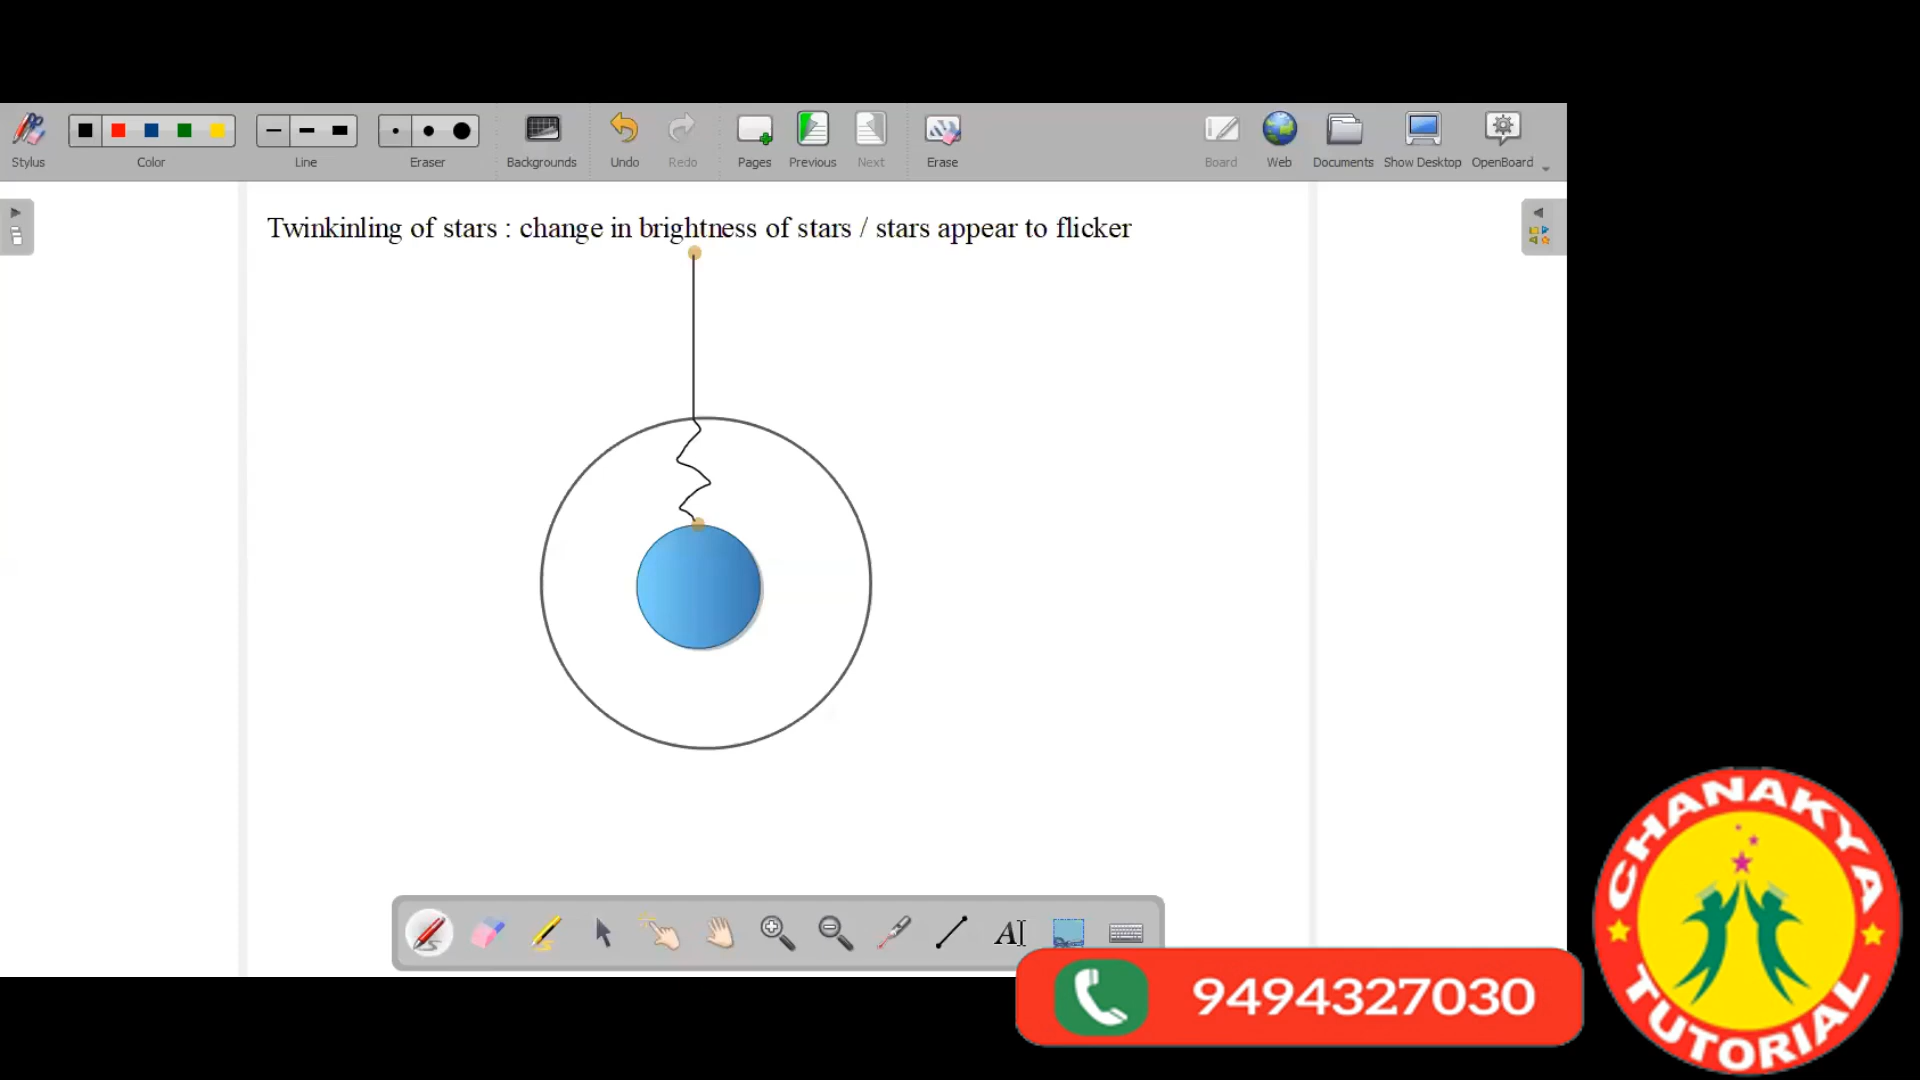 Stylus
Color
Line
Eraser
Backgrounds
Undo
Redo
Pages
Previous
Next
Erase
Board
Web
Documents
Show Desktop
OpenBoard
Twinkinling of stars : change in brightness of stars / stars appear to flicker
A
9494327030
CHANAKYA
TUTORIAL